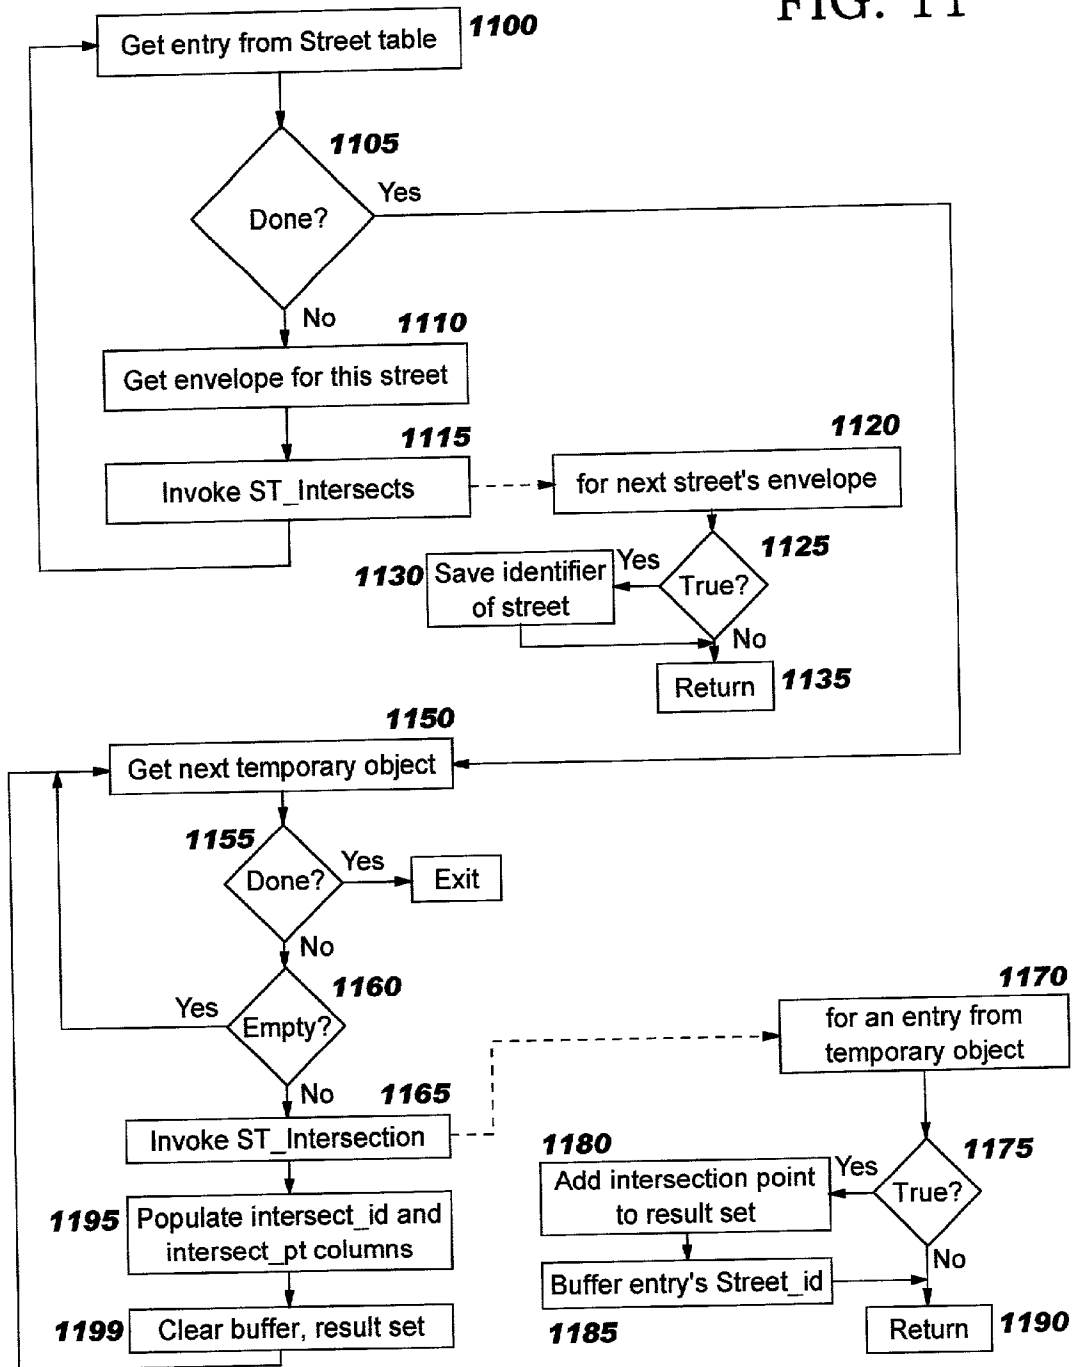 FIG. 11
Get entry from Street table
1100
1105
Done?
Yes
No
1110
Get envelope for this street
1115
Invoke ST_Intersects
1120
for next street's envelope
1125
True?
Yes
1130
Save identifier
of street
No
Return
1135
1150
Get next temporary object
1155
Done?
Yes
Exit
No
1160
Empty?
Yes
No
1165
Invoke ST_Intersection
1170
for an entry from
temporary object
1175
True?
Yes
1180
Add intersection point
to result set
No
Buffer entry's Street_id
1185
Return
1190
1195
Populate intersect_id and
intersect_pt columns
1199
Clear buffer, result set